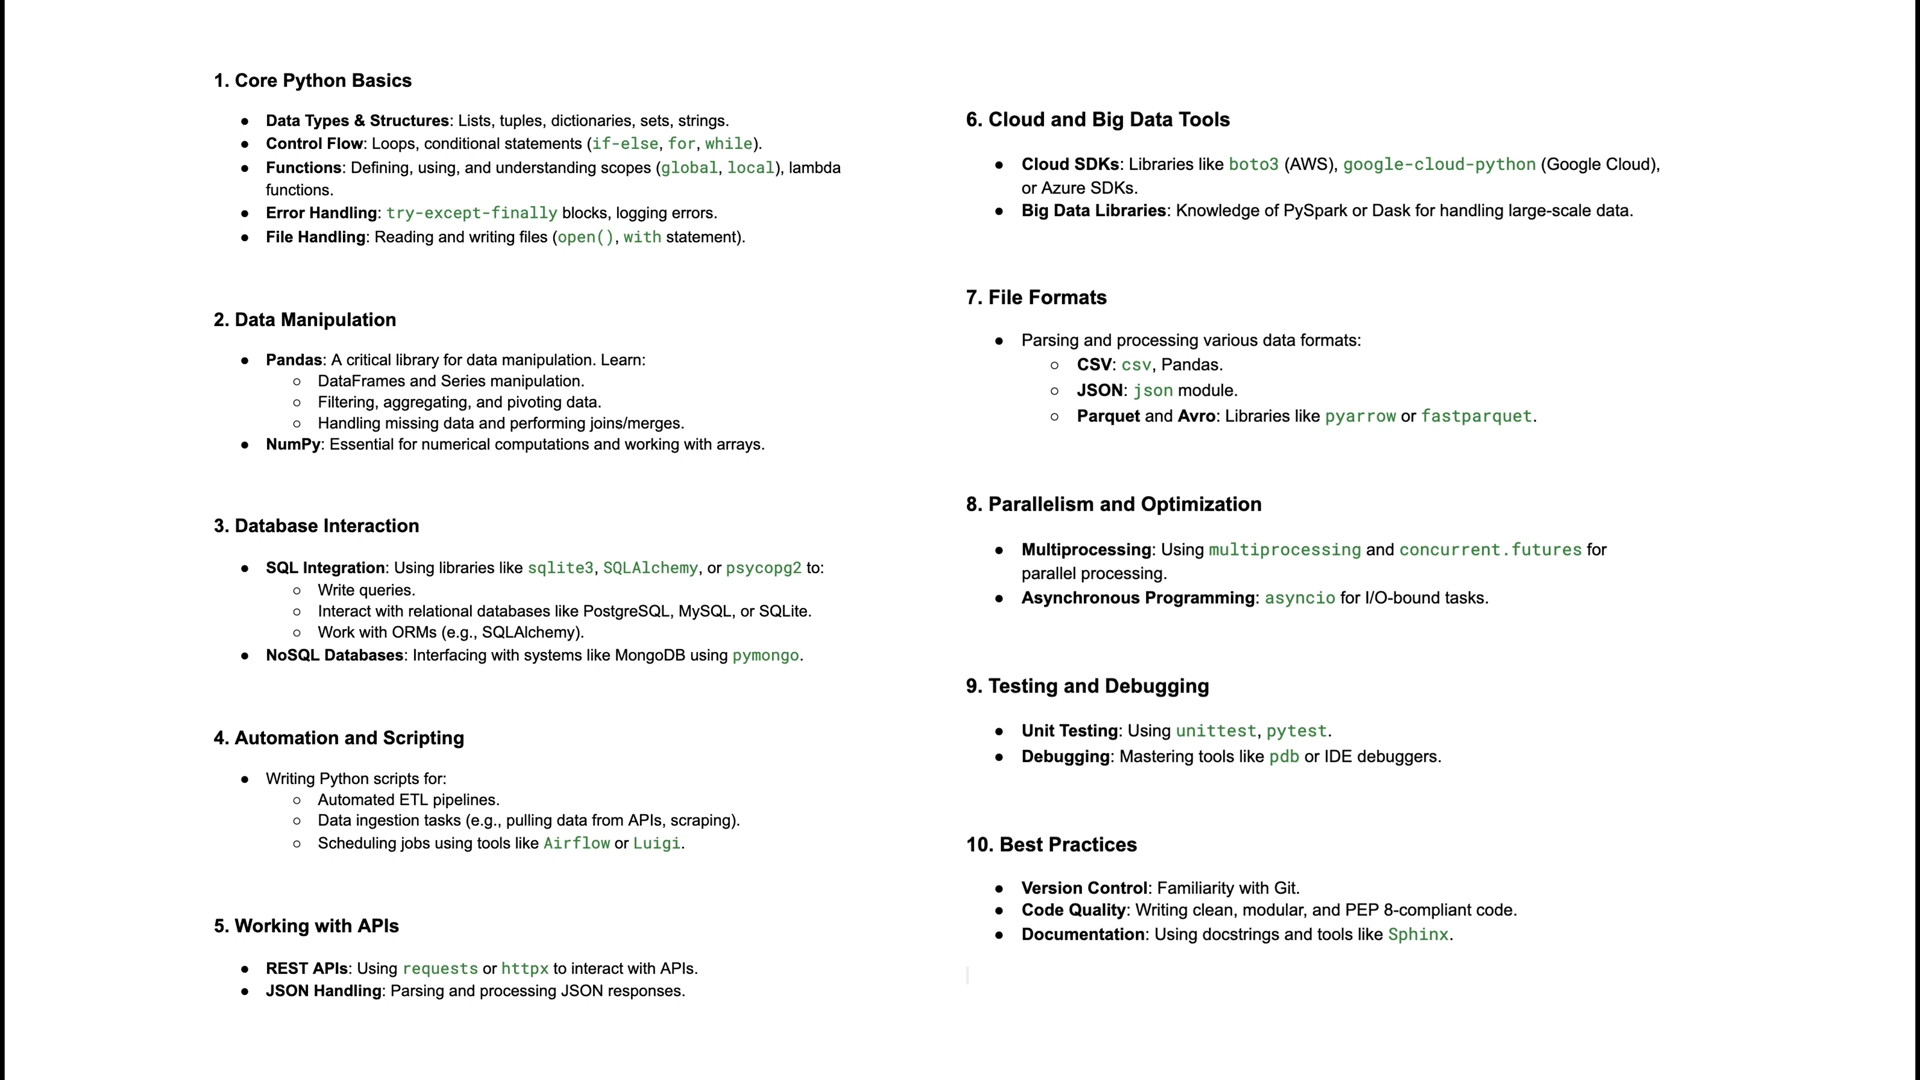 1. Core Python Basics
● Data Types & Structures: Lists, tuples, dictionaries, sets, strings.
● Control Flow: Loops, conditional statements (if-else, for, while).
● Functions: Defining, using, and understanding scopes (global, local), lambda
functions.
● Error Handling: try-except-finally blocks, logging errors.
● File Handling: Reading and writing files (open(), with statement).
2. Data Manipulation
● Pandas: A critical library for data manipulation. Learn:
○ DataFrames and Series manipulation.
○ Filtering, aggregating, and pivoting data.
○ Handling missing data and performing joins/merges.
● NumPy: Essential for numerical computations and working with arrays.
3. Database Interaction
● SQL Integration: Using libraries like sqlite3, SQLAlchemy, or psycopg2 to:
○ Write queries.
○ Interact with relational databases like PostgreSQL, MySQL, or SQLite.
○ Work with ORMs (e.g., SQLAlchemy).
● NoSQL Databases: Interfacing with systems like MongoDB using pymongo.
4. Automation and Scripting
● Writing Python scripts for:
○ Automated ETL pipelines.
○ Data ingestion tasks (e.g., pulling data from APIs, scraping).
○ Scheduling jobs using tools like Airflow or Luigi.
5. Working with APIs
● REST APIs: Using requests or httpx to interact with APIs.
● JSON Handling: Parsing and processing JSON responses.
6. Cloud and Big Data Tools
● Cloud SDKs: Libraries like boto3 (AWS), google-cloud-python (Google Cloud),
or Azure SDKs.
● Big Data Libraries: Knowledge of PySpark or Dask for handling large-scale data.
7. File Formats
● Parsing and processing various data formats:
○ CSV: csv, Pandas.
○ JSON: json module.
○ Parquet and Avro: Libraries like pyarrow or fastparquet.
8. Parallelism and Optimization
● Multiprocessing: Using multiprocessing and concurrent.futures for
parallel processing.
● Asynchronous Programming: asyncio for I/O-bound tasks.
9. Testing and Debugging
● Unit Testing: Using unittest, pytest.
● Debugging: Mastering tools like pdb or IDE debuggers.
10. Best Practices
● Version Control: Familiarity with Git.
● Code Quality: Writing clean, modular, and PEP 8-compliant code.
● Documentation: Using docstrings and tools like Sphinx.